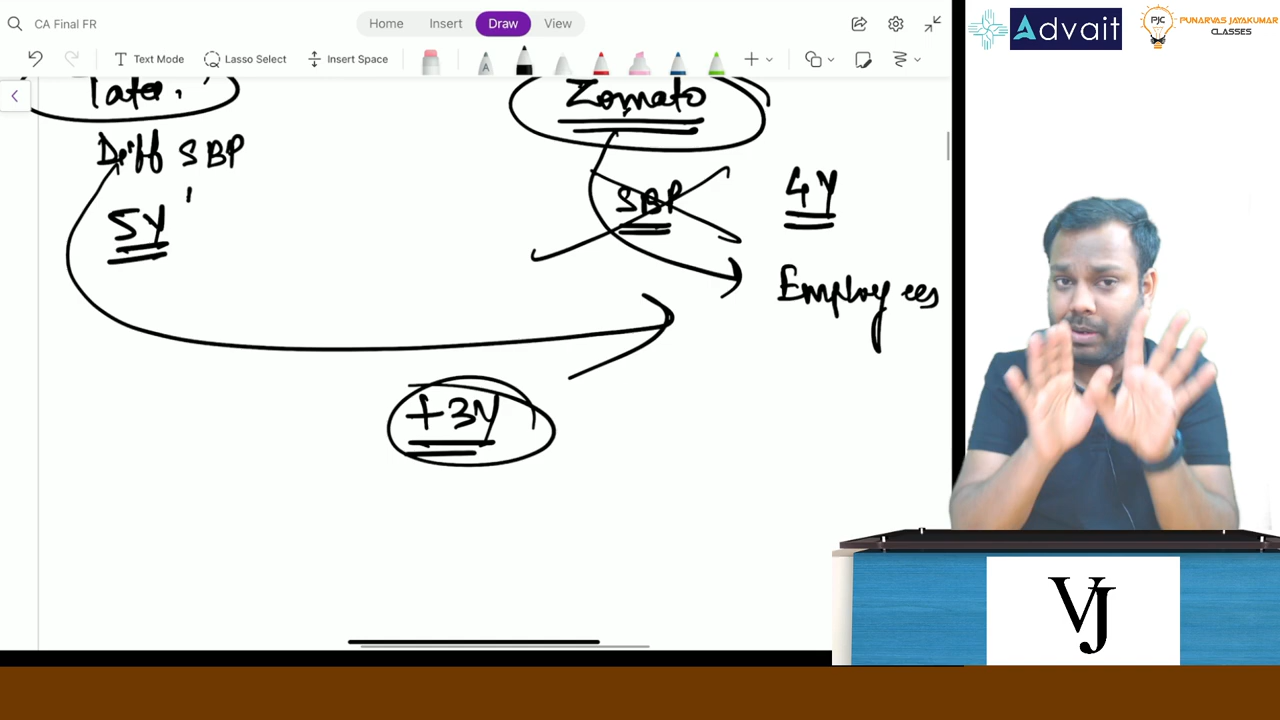 CA Final FR
Home Insert Draw View
Text Mode Lasso Select Insert Space
Advait
PJC PUNARVAS JAYAKUMAR
CLASSES
Zomato
Diff SBP
SBP
4Y
5Y
Employees
+3Y
VJ